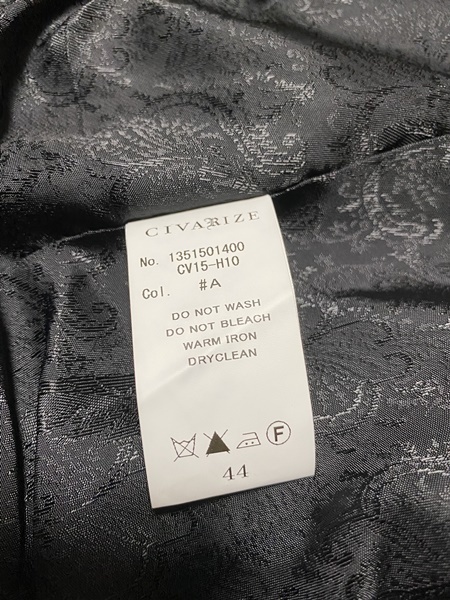 CIVARIZE
No. 1351501400
CV15-H10
Col. #A
DO NOT WASH
DO NOT BLEACH
WARM IRON
DRYCLEAN
F
44